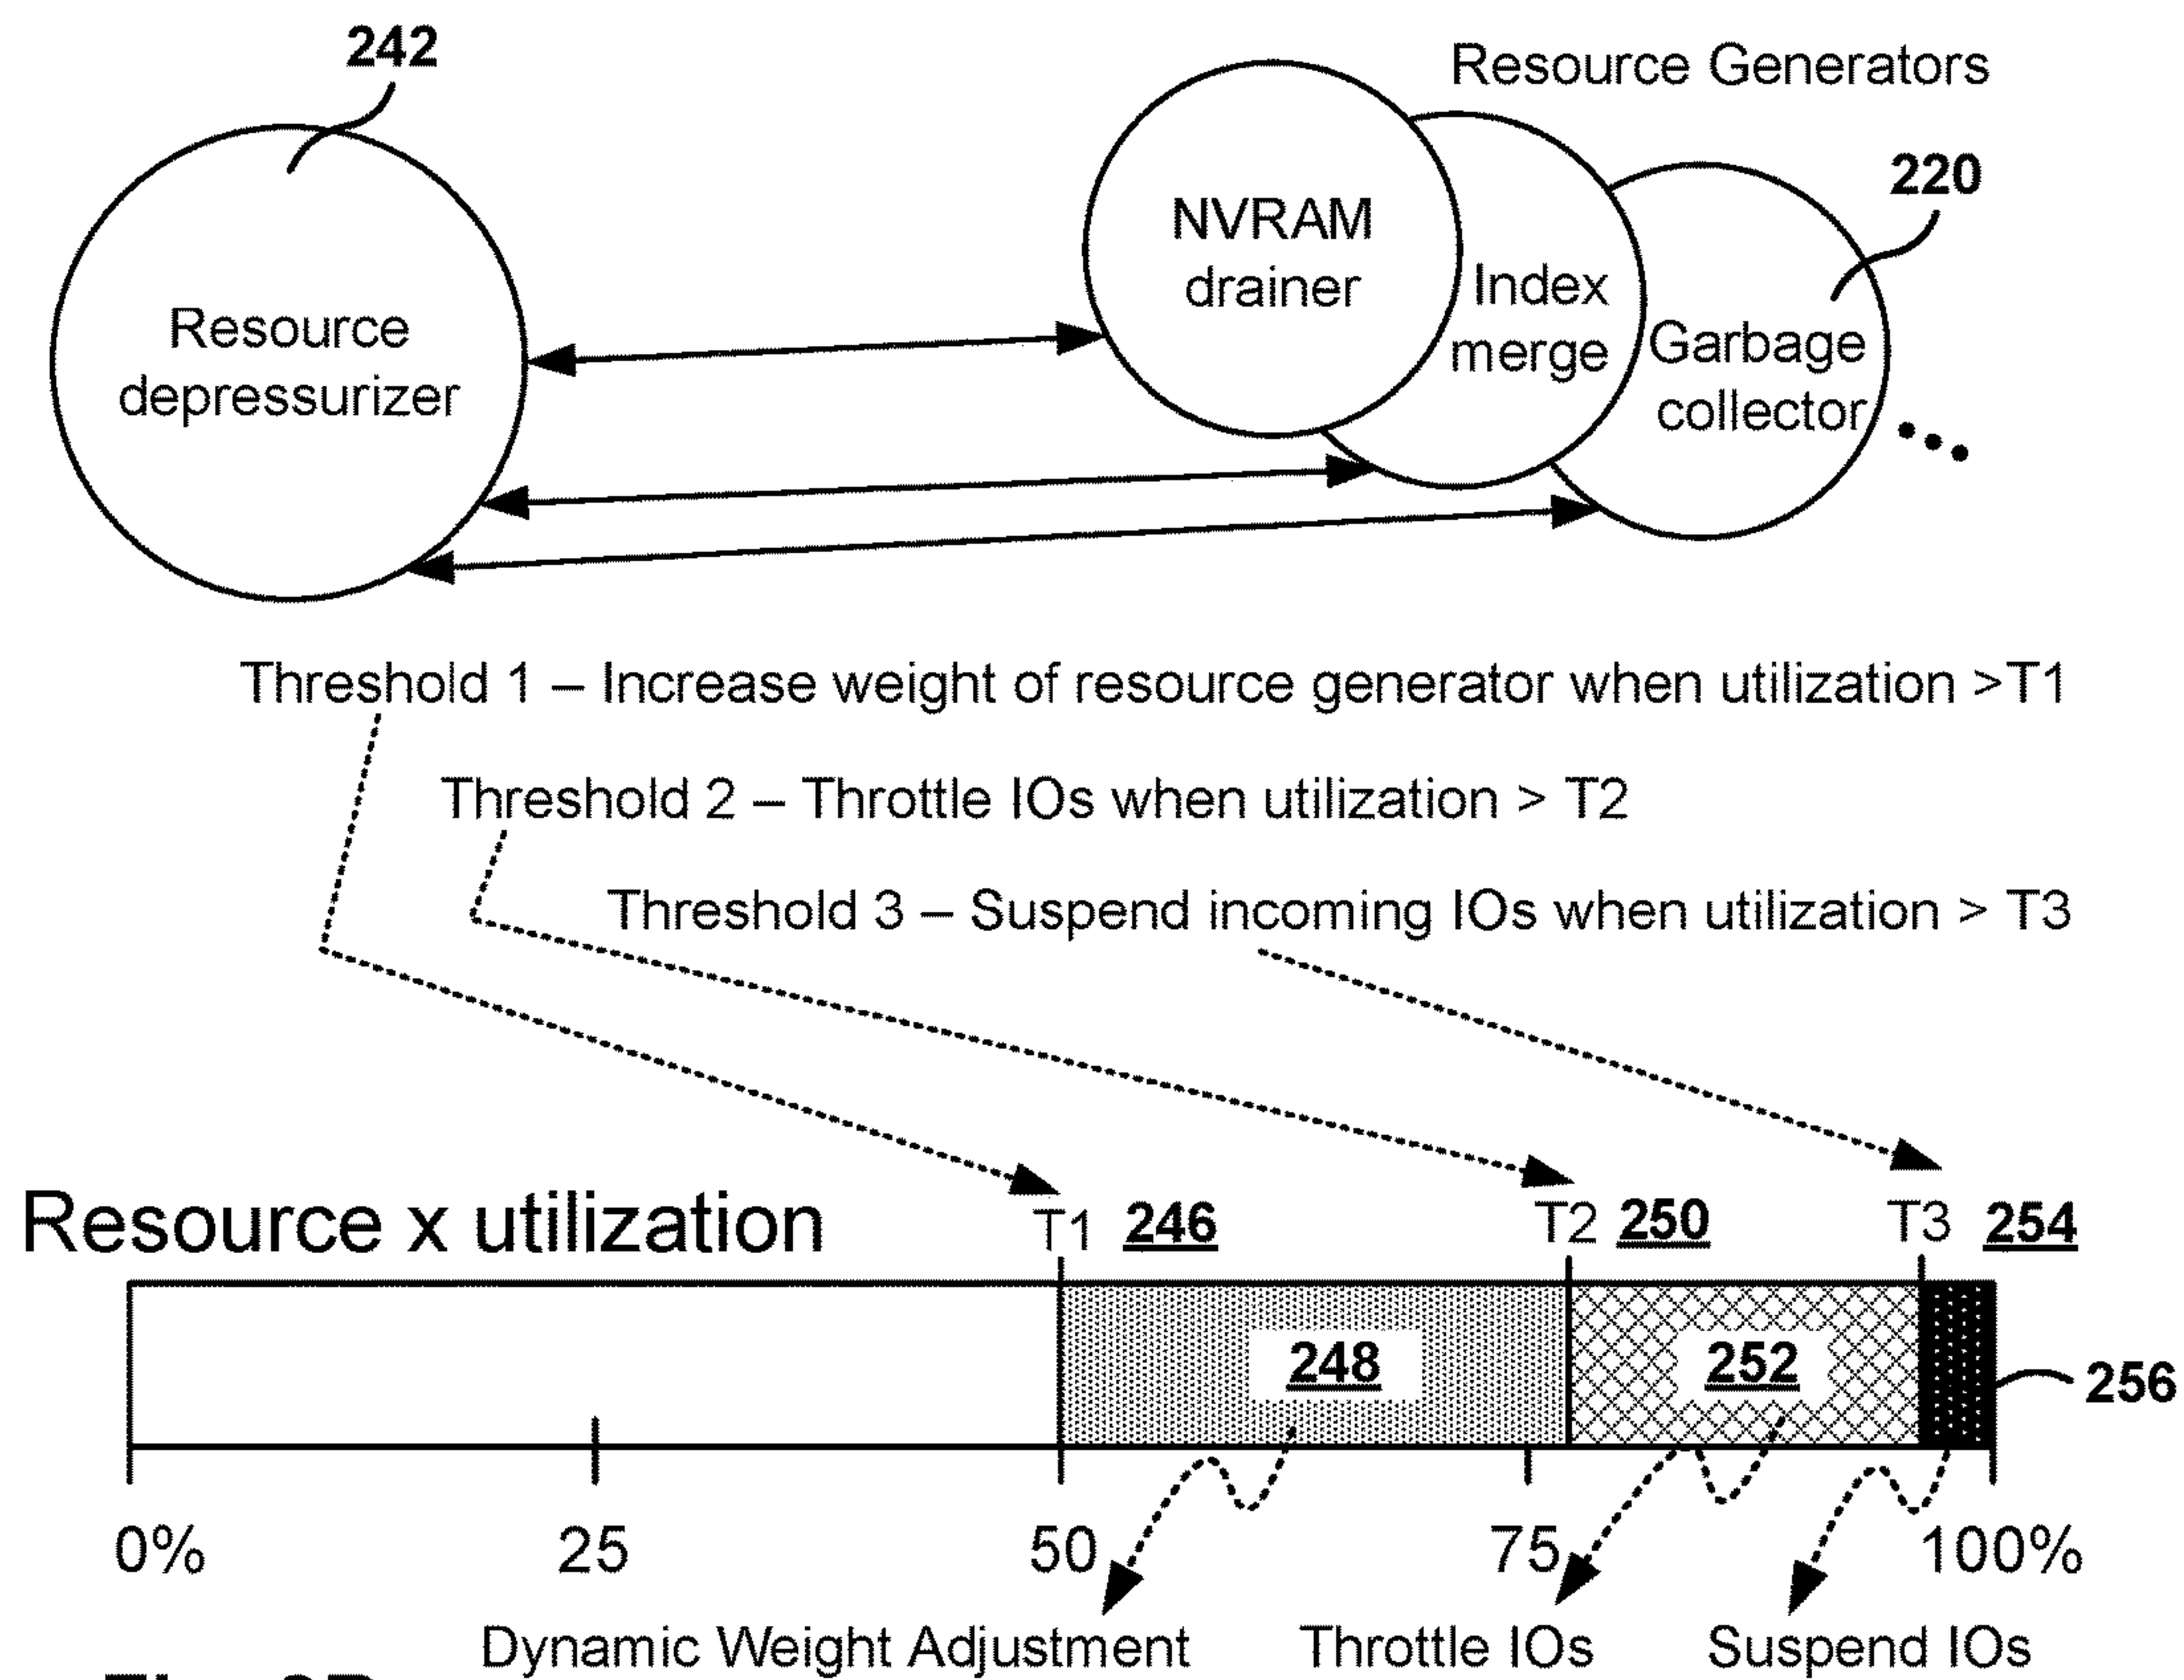 242
Resource Generators
220
NVRAM
drainer
Index
merge
Garbage
collector
Resource
depressurizer
Threshold 1 – Increase weight of resource generator when utilization >T1
Threshold 2 – Throttle IOs when utilization > T2
Threshold 3 – Suspend incoming IOs when utilization > T3
Resource x utilization
T1 246
T2 250
T3 254
248
252
256
0% 25 50 75 100%
Dynamic Weight Adjustment
Throttle IOs
Suspend IOs